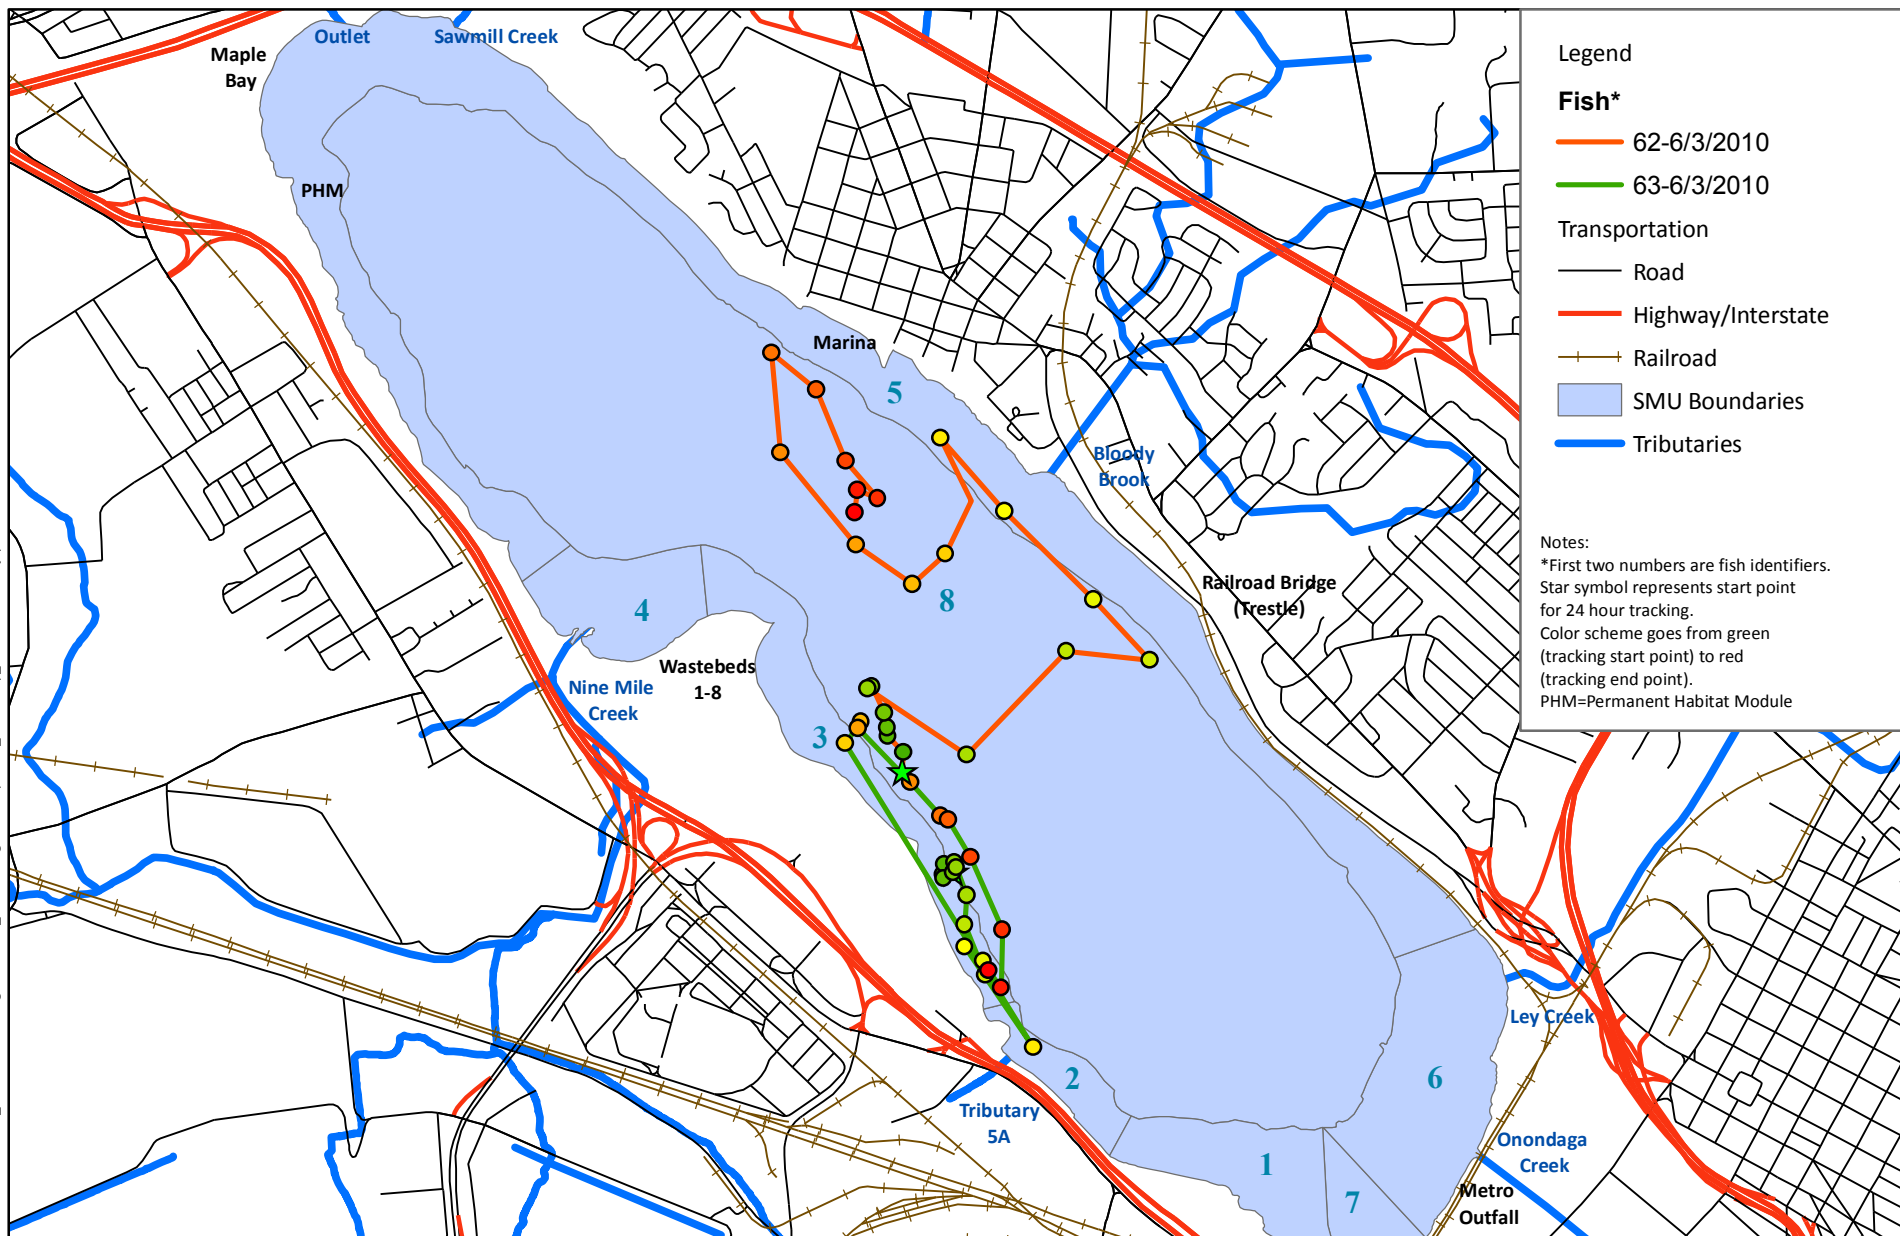 Outlet
Sawmill Creek
Maple
Bay
PHM
Marina
5
Bloody
Brook
Railroad Bridge
(Trestle)
8
4
Wastebeds
1-8
Nine Mile
Creek
3
Ley Creek
2
6
Tributary
5A
1
7
Onondaga
Creek
Metro
Outfall
Legend
Fish*
62-6/3/2010
63-6/3/2010
Transportation
Road
Highway/Interstate
Railroad
SMU Boundaries
Tributaries
Notes:
*First two numbers are fish identifiers.
Star symbol represents start point
for 24 hour tracking.
Color scheme goes from green
(tracking start point) to red
(tracking end point).
PHM=Permanent Habitat Module